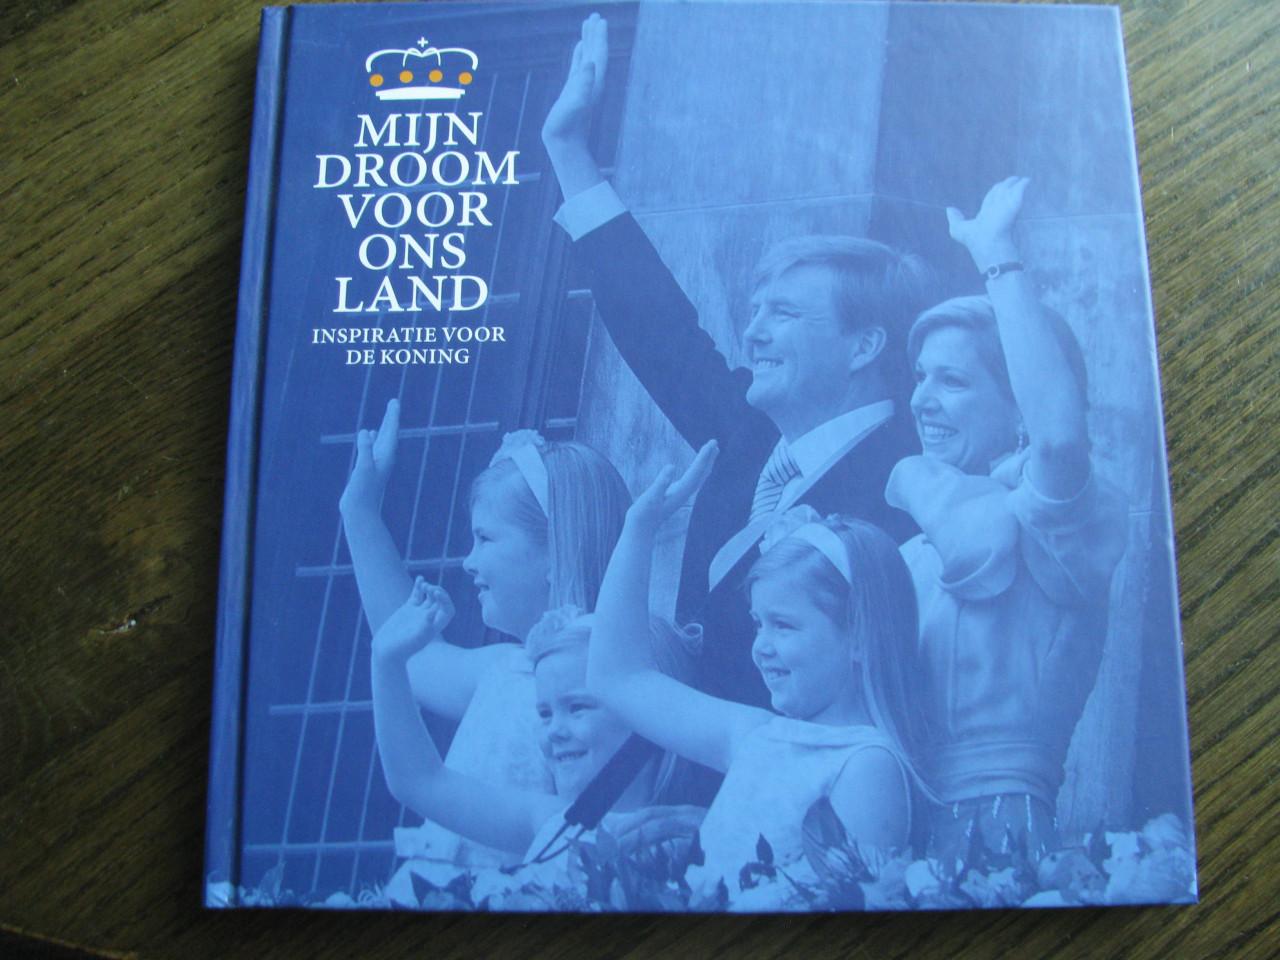 MIJN
DROOM
VOOR
ONS
LAND
INSPIRATIE VOOR
DE KONING